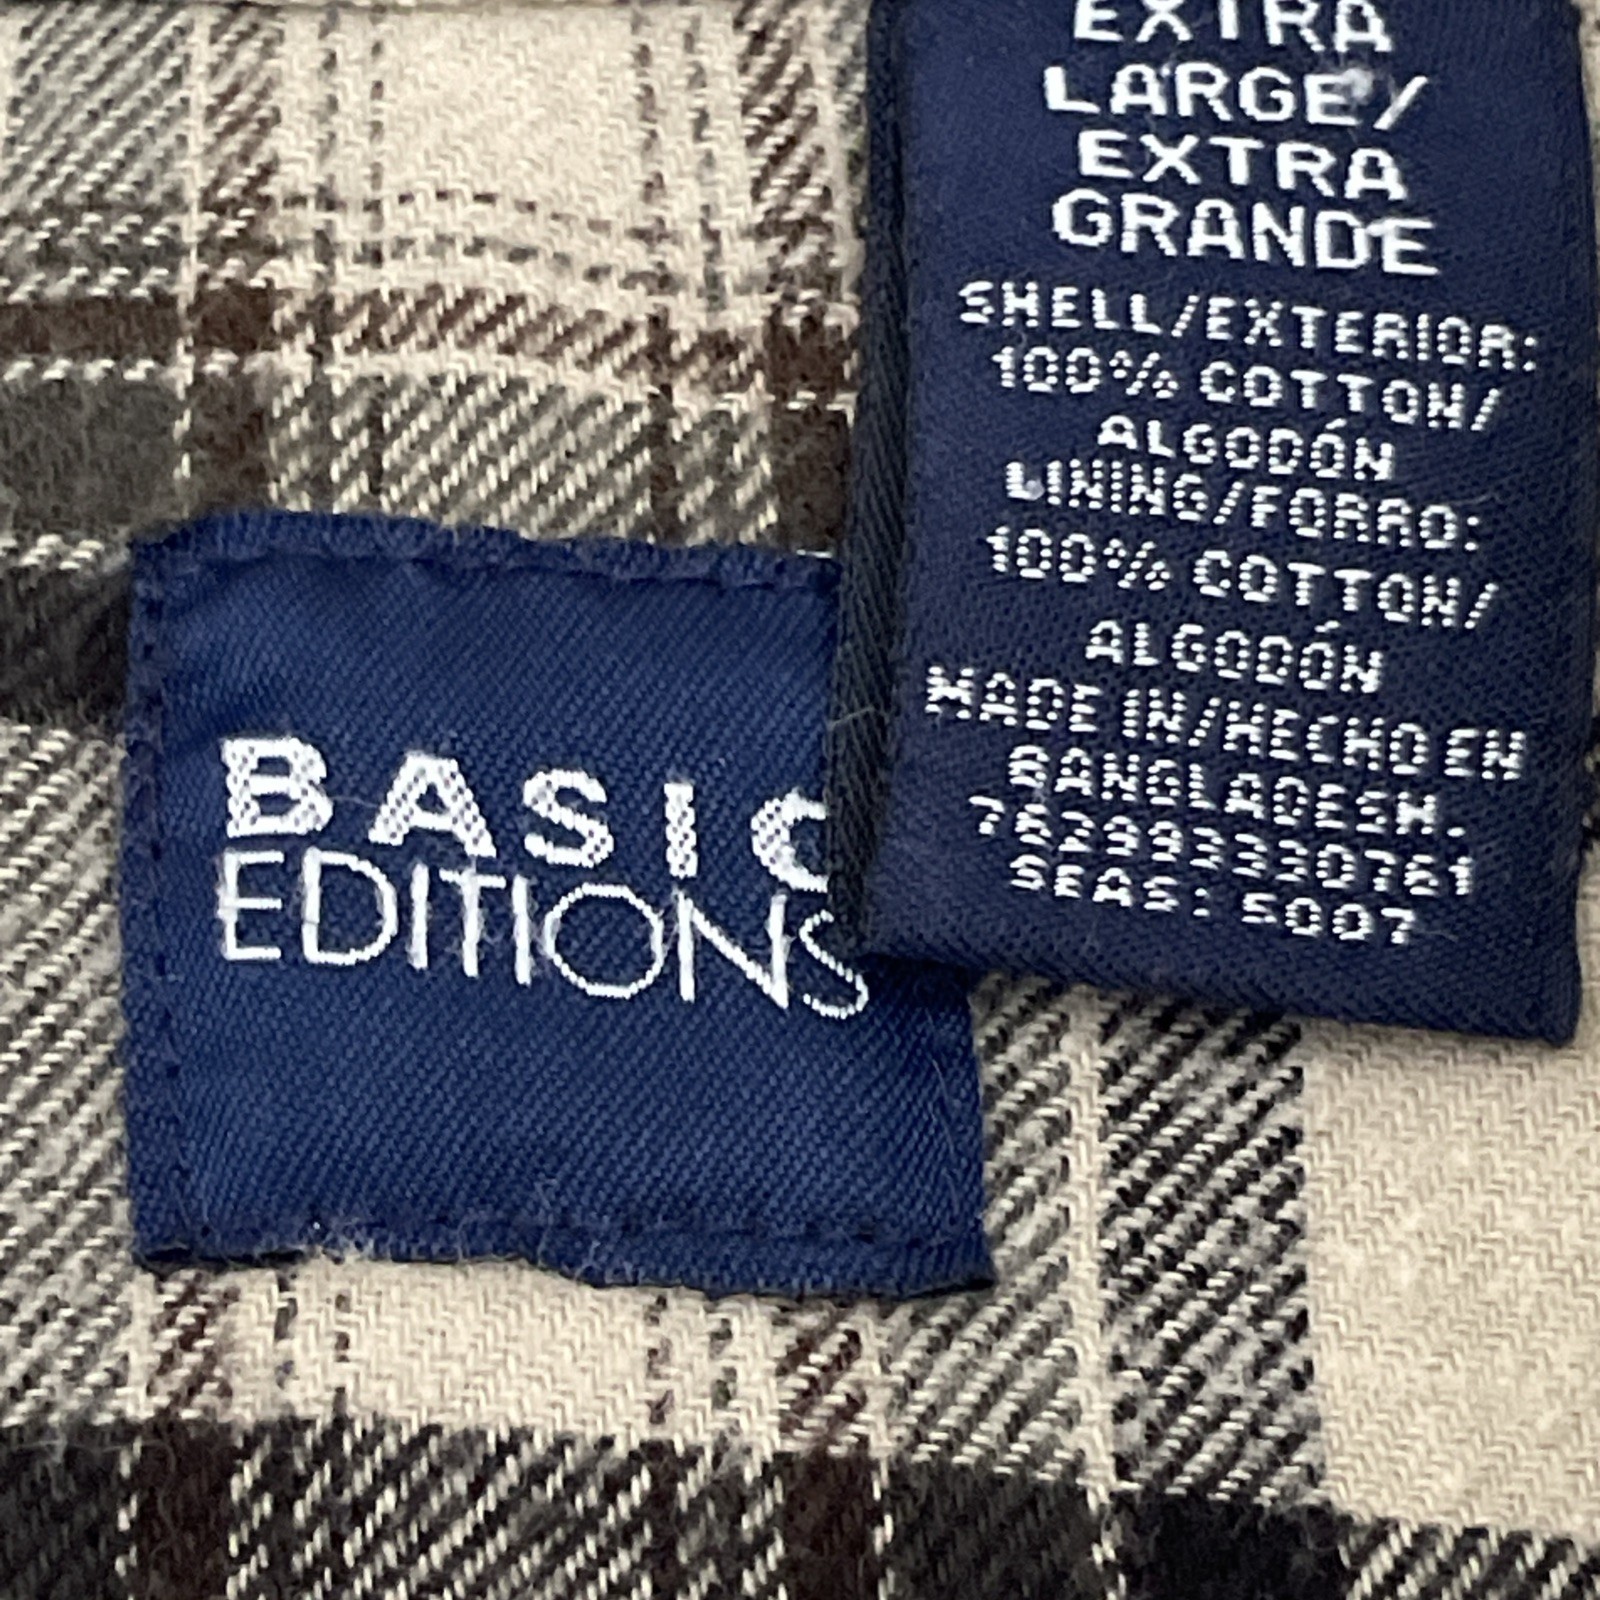 EXTRA
LARGE/
EXTRA
GRANDE
SHELL/EXTERIOR:
100% COTTON/
ALGODÓN
LINING/FORRO:
100% COTTON/
ALGODÓN
MADE IN/HECHO EN
BANGLADESH.
762993330761
SEAS: 5007
BASIC
EDITIONS